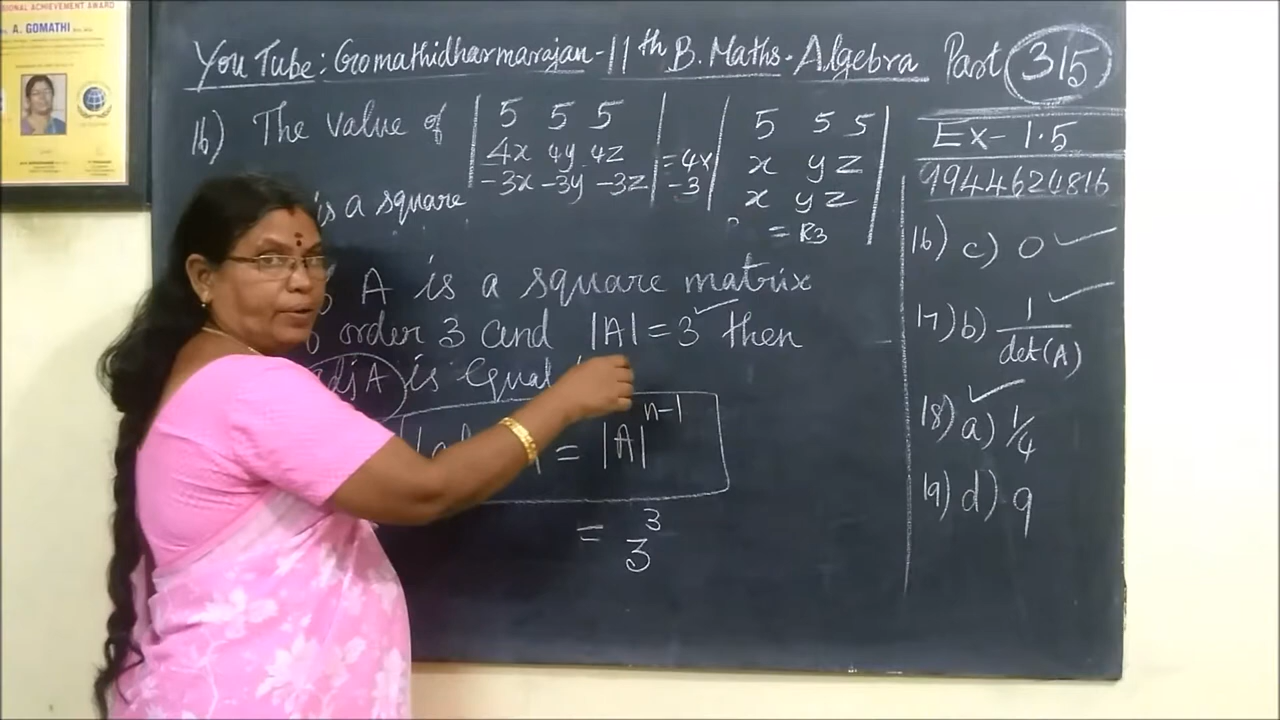 SIONAL ACHIEVEMENT AWARD
A. GOMATHI
You Tube: Gomathidharmarajan - 11th B. Maths - Algebra Part 315
16) The value of | 5 5 5 | = 4x | 5 5 5 |
| 4x 4y 4z | -3 | x y z |
| -3x -3y -3z | | x y z |
is a square
= R3
A is a square matrix
order 3 and |A| = 3 ✓ then
adj A is equal
= |A|^n-1
= 3^3
Ex - 1.5
9944624816
16) c) 0 ✓
17) b) 1/det(A) ✓
18) a) 1/4 ✓
19) d) 9